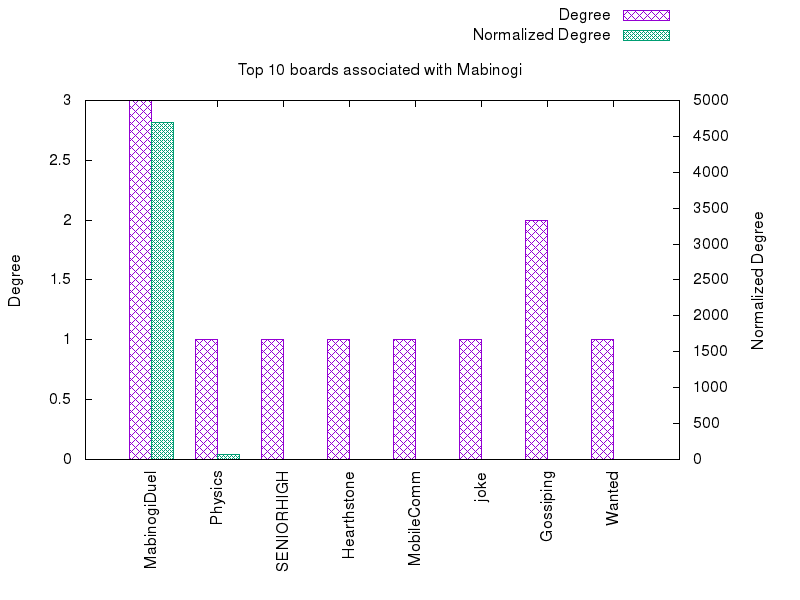 Degree
Normalized Degree
Top 10 boards associated with Mabinogi
3
2.5
2
1.5
1
0.5
0
5000
4500
4000
3500
3000
2500
2000
1500
1000
500
0
Degree
Normalized Degree
MabinogiDuel
Physics
SENIORHIGH
Hearthstone
MobileComm
joke
Gossiping
Wanted